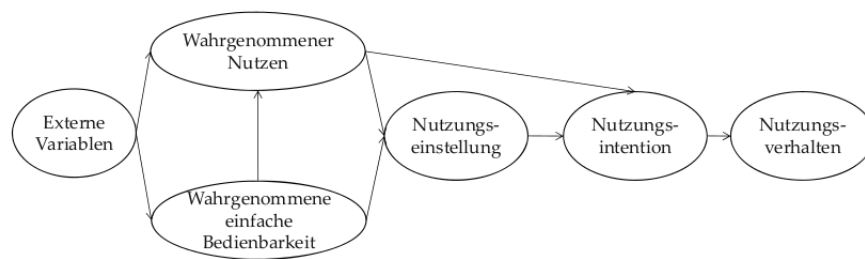 Wahrgenommener
Nutzen
Externe
Variablen
Nutzungs-
einstellung
Nutzungs-
intention
Nutzungs-
verhalten
Wahrgenommene
einfache
Bedienbarkeit